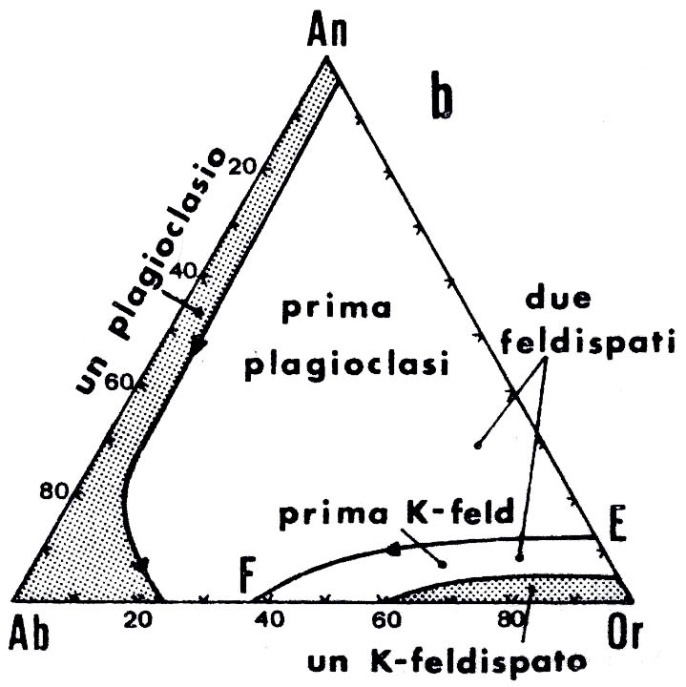 An
b
20
un plagioclasio
40
prima
plagioclasi
due
feldispati
60
80
prima K-feld
E
F
Ab
20
40
60
80
Or
un K-feldispato